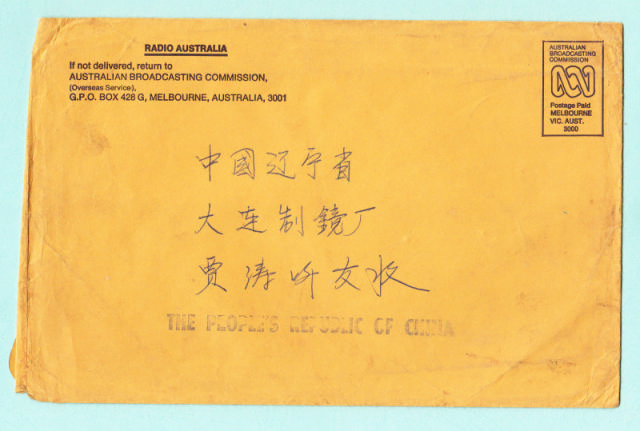 RADIO AUSTRALIA
If not delivered, return to
AUSTRALIAN BROADCASTING COMMISSION,
(Overseas Service),
G.P.O. BOX 428 G, MELBOURNE, AUSTRALIA, 3001
AUSTRALIAN
BROADCASTING
COMMISSION
Postage Paid
MELBOURNE
VIC. AUST.
3000
中國辽宁省
大连制鏡厂
贾涛听友收
THE PEOPLE'S REPUBLIC OF CHINA